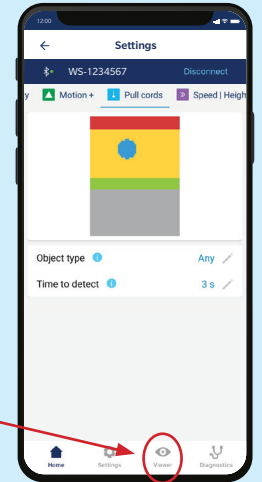 12:00
Settings
WS-1234567 Disconnect
y Motion + Pull cords Speed | Heigh
Object type Any
Time to detect 3 s
Home Settings Viewer Diagnostics